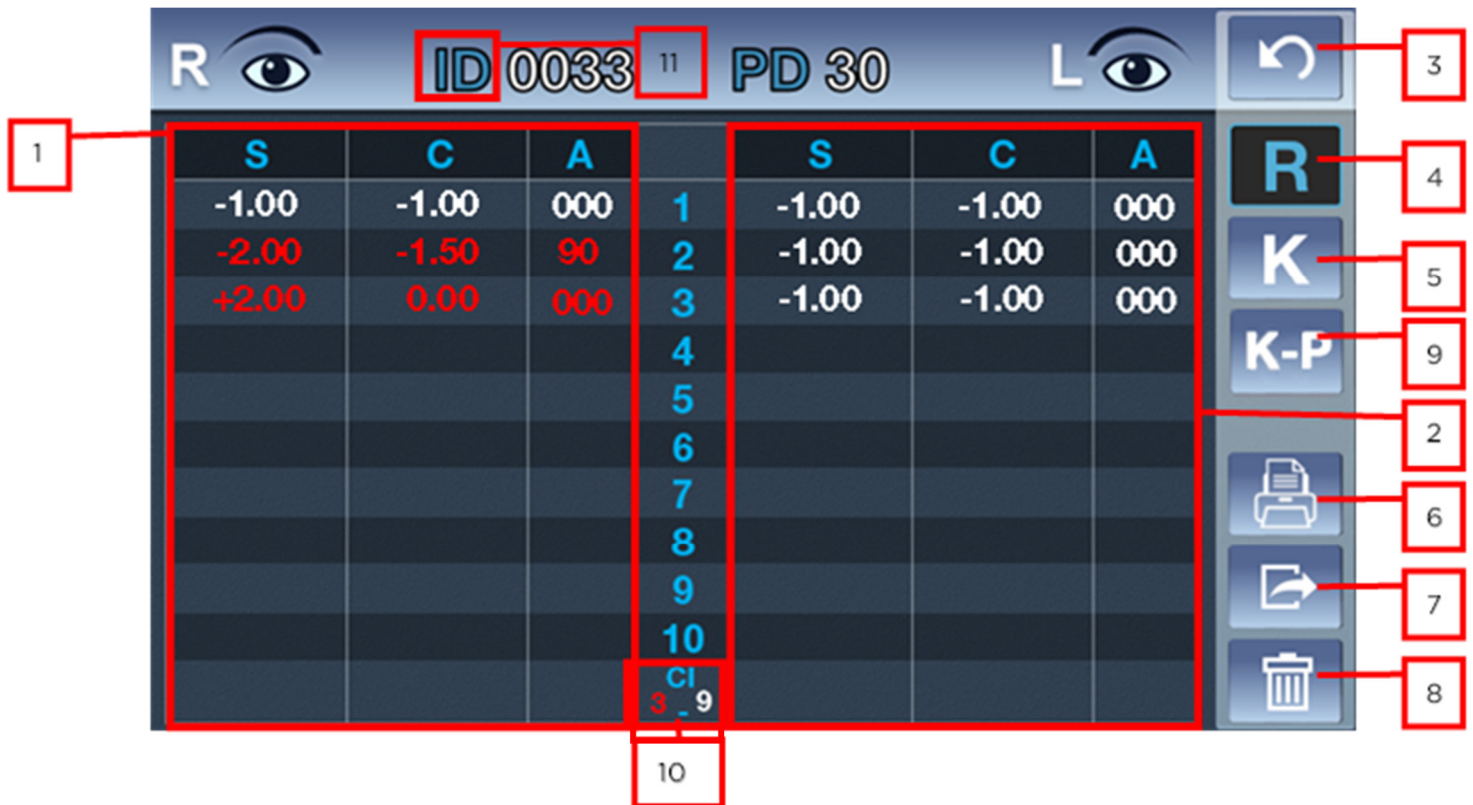 R ID 0033 11 PD 30 L 3
1
S C A S C A R 4
-1.00 -1.00 000 1 -1.00 -1.00 000
-2.00 -1.50 90 2 -1.00 -1.00 000 K 5
+2.00 0.00 000 3 -1.00 -1.00 000
4 K-P 9
5
6 2
7
8 6
9 7
10
CI 8
3 - 9
10